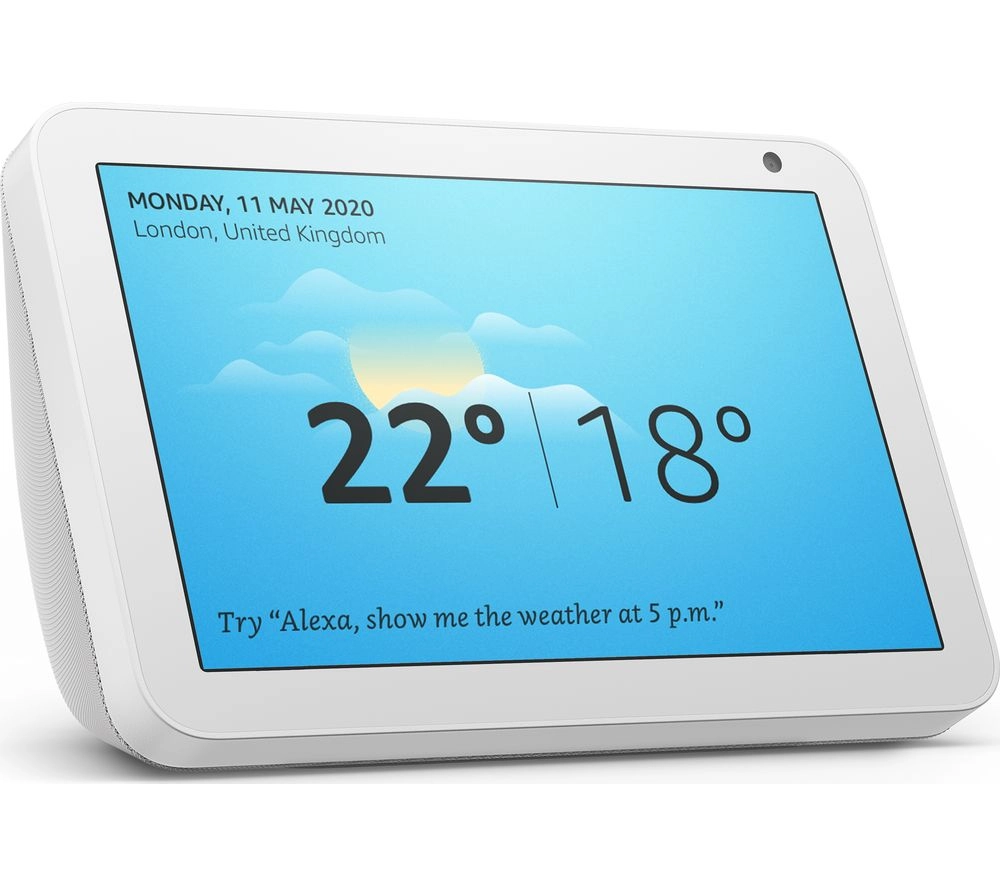 MONDAY, 11 MAY 2020
London, United Kingdom
22° | 18°
Try “Alexa, show me the weather at 5 p.m.”